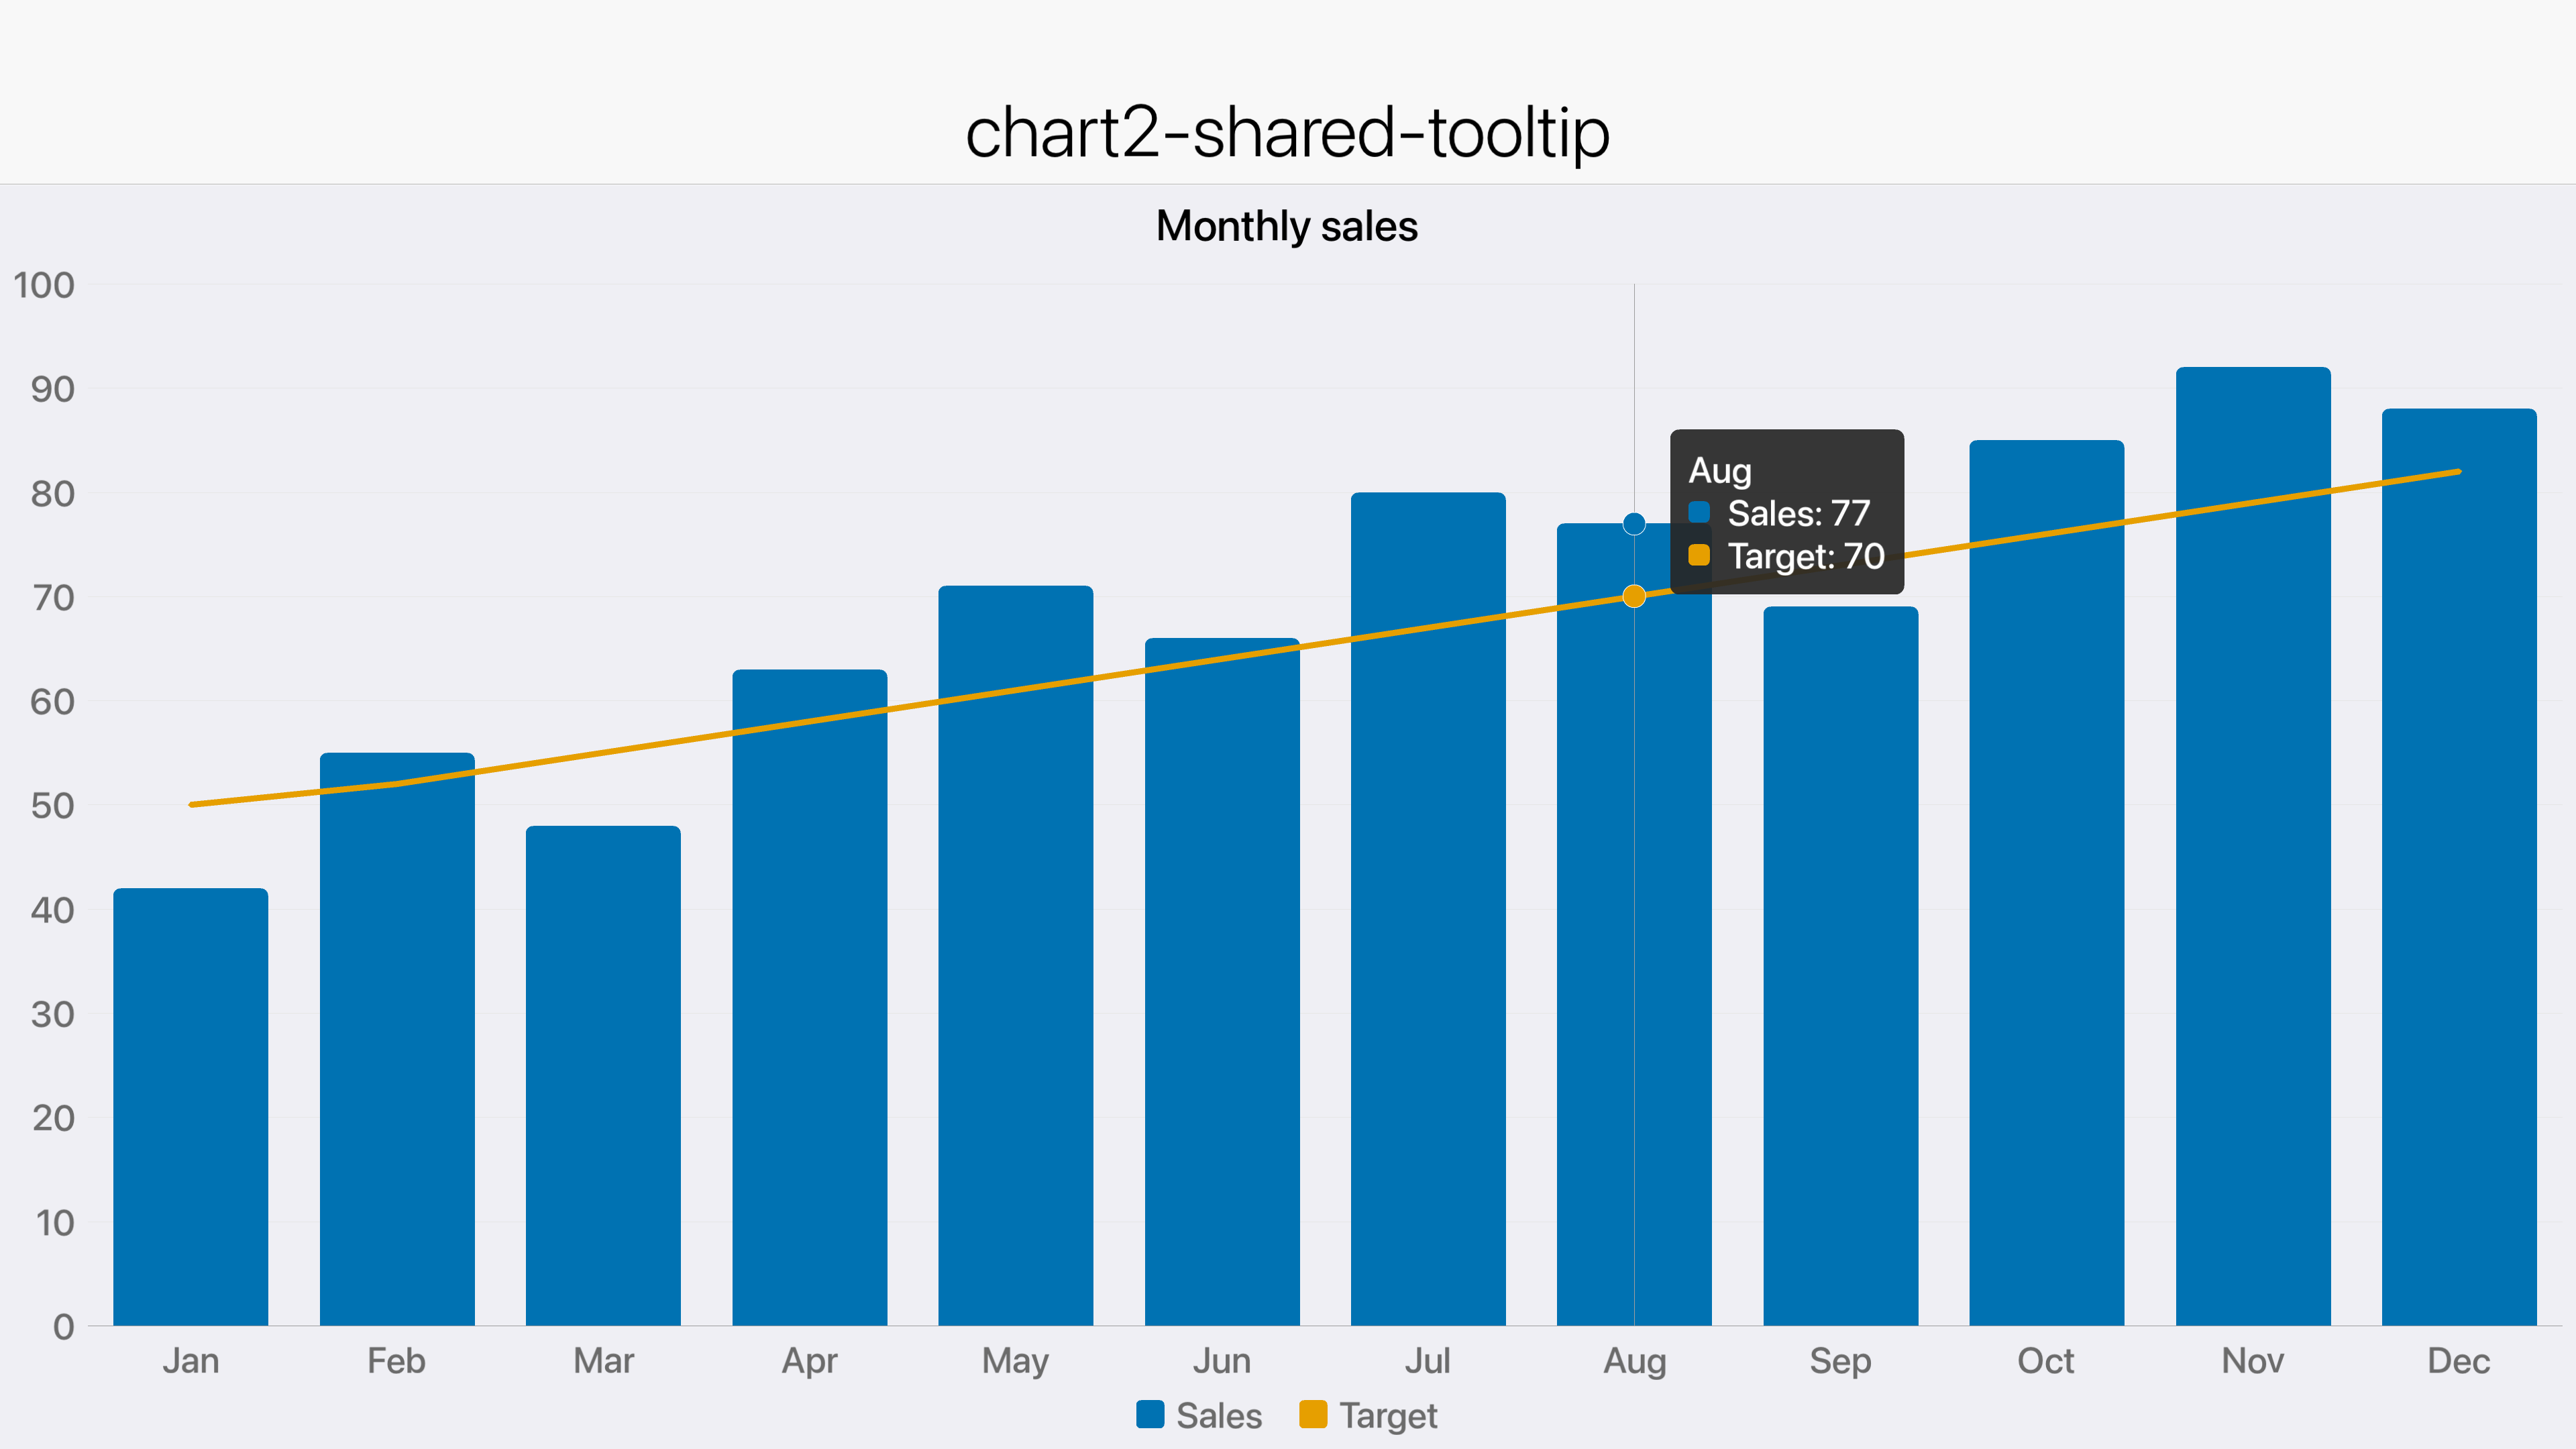 chart2-shared-tooltip
Monthly sales
100
90
80
70
60
50
40
30
20
10
0
Aug
Sales: 77
Target: 70
Jan Feb Mar Apr May Jun Jul Aug Sep Oct Nov Dec
Sales Target